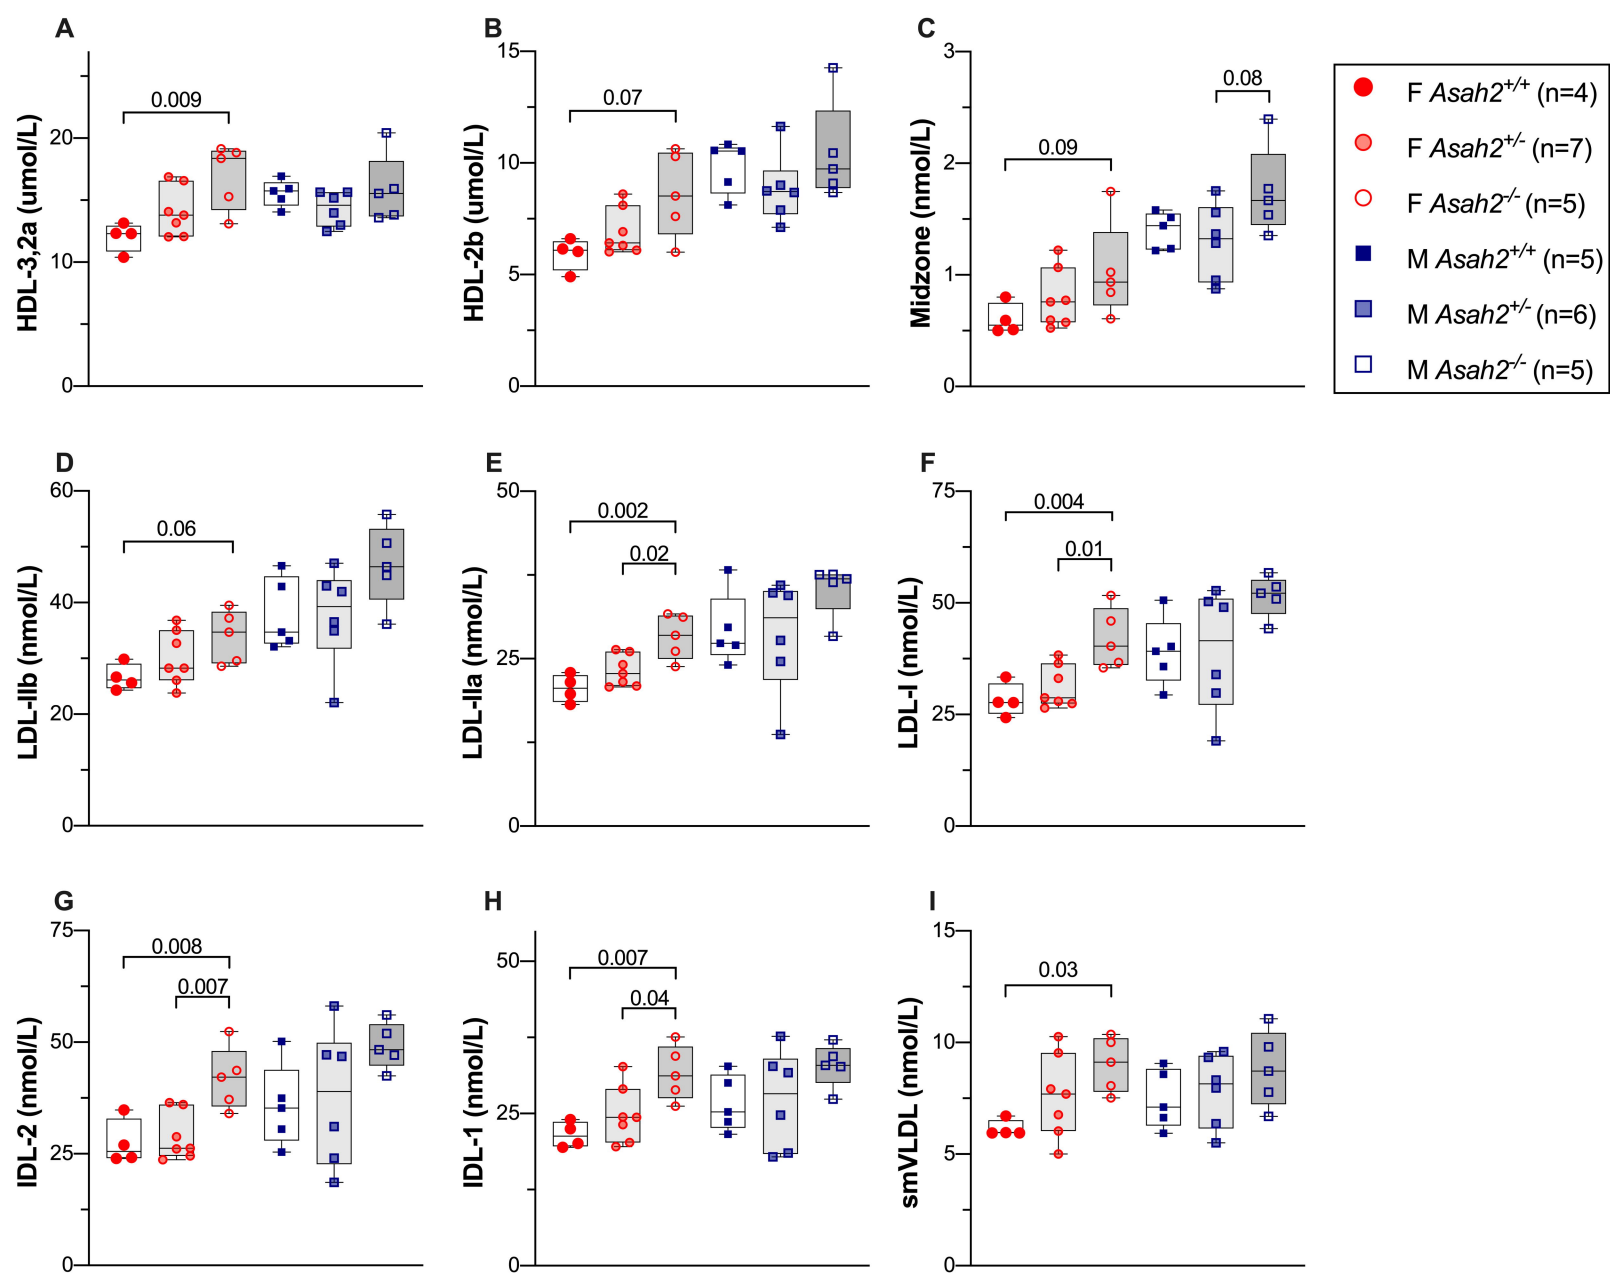 A
HDL-3,2a (umol/L)
20
10
0
0.009
B
HDL-2b (umol/L)
15
10
5
0
0.07
C
Midzone (nmol/L)
3
2
1
0
0.09
0.08
F Asah2+/+ (n=4)
F Asah2+/- (n=7)
F Asah2-/- (n=5)
M Asah2+/+ (n=5)
M Asah2+/- (n=6)
M Asah2-/- (n=5)
D
LDL-IIb (nmol/L)
60
40
20
0
0.06
E
LDL-IIa (nmol/L)
50
25
0
0.002
0.02
F
LDL-I (nmol/L)
75
50
25
0
0.004
0.01
G
IDL-2 (nmol/L)
75
50
25
0
0.008
0.007
H
IDL-1 (nmol/L)
50
25
0
0.007
0.04
I
smVLDL (nmol/L)
15
10
5
0
0.03